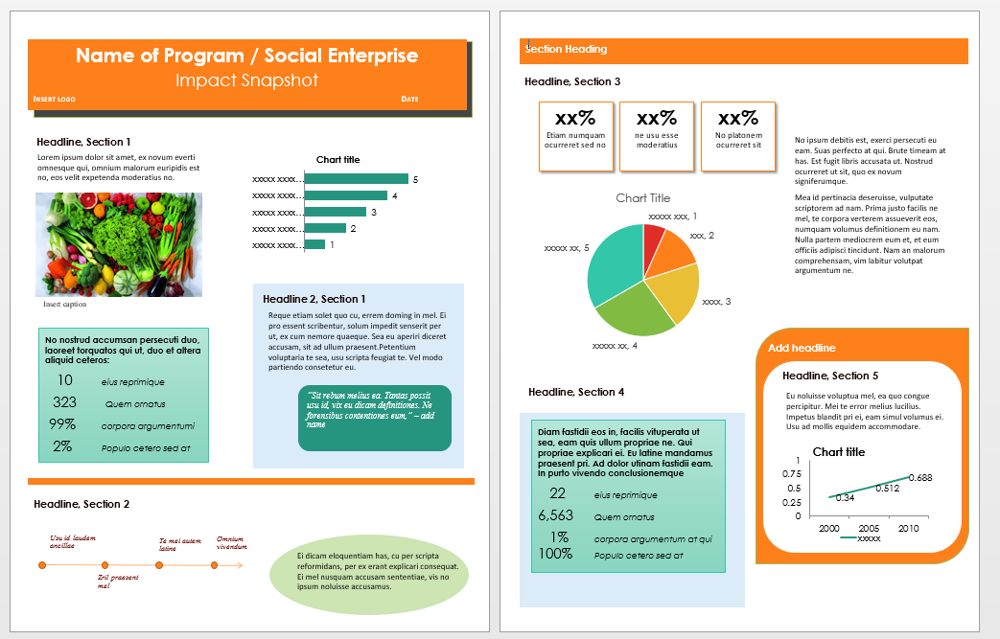 Name of Program / Social Enterprise
Impact Snapshot
Insert logo
Date
Headline, Section 1
Lorem ipsum dolor sit amet, ex novum everti
omnesque qui, omnium malorum euripidis est
no, eos velit expetenda moderatius no.
Insert caption
Chart title
xxxxx xxxx... 5
xxxxx xxxx... 4
xxxxx xxxx... 3
xxxxx xxxx... 2
xxxxx xxxx... 1
No nostrud accumsan persecuti duo,
laoreet torquatos qui ut, duo et altera
aliquid ceteros:
10 eius reprimique
323 Quem ornatus
99% corpora argumentumi
2% Populo cetero sed at
Headline 2, Section 1
Reque etiam solet quo cu, errem doming in mel. Ei
pro essent scribentur, solum impedit senserit per
ut, ex cum nemore quaeque. Sea eu aperiri diceret
accusam, sit ad ullum praesent.Petentium
voluptaria te sea, usu scripta feugiat te. Vel modo
partiendo consetetur eu.
"Sit rebum melius ea. Tantas possit
usu id, vix eu dicam definitiones. Ne
forensibus contentiones eum," – add
name
Headline, Section 2
Usu id laudem
ancillae
Zril praesent
mel
Te mei autem
latine
Omnium
vivendum
Ei dicam eloquentiam has, cu per scripta
reformidans, per ex erant explicari consequat.
Ei mel nusquam accusam sententiae, vis no
ipsum noluisse accusamus.
Section Heading
Headline, Section 3
xx%
Etiam numquam
ocurreret sed no
xx%
ne usu esse
moderatius
xx%
No platonem
ocurreret sit
No ipsum debitis est, exerci persecuti eu
eam. Suas perfecto at qui. Brute timeam at
has. Est fugit libris accusata ut. Nostrud
ocurreret ut sit, quo ex novum
signiferumque.
Mea id pertinacia deseruisse, vulputate
scriptorem ad nam. Prima justo facilis ne
mel, te corpora verterem assueverit eos,
numquam volumus definitionem eu nam.
Nulla partem mediocrem eum et, et eum
officiis adipisci tincidunt. Nam an malorum
comprehensam, vim labitur volutpat
argumentum ne.
Chart Title
xxxxx xxx, 1
xxx, 2
xxxx, 3
xxxxx xx, 4
xxxxx xx, 5
Headline, Section 4
Diam fastidii eos in, facilis vituperata ut
sea, eam quis ullum propriae ne. Qui
propriae explicari ei. Eu latine mandamus
praesent pri. Ad dolor utinam fastidii eam.
In purto vivendo conclusionemque
22 eius reprimique
6,563 Quem ornatus
1% corpora argumentum at qui
100% Populo cetero sed at
Add headline
Headline, Section 5
Eu noluisse voluptua mel, ea quo congue
percipitur. Mei te error melius lucilius.
Impetus blandit pri ei, eam simul volumus ei.
Usu ad mollis equidem accommodare.
Chart title
1
0.75
0.5
0.25
0
0.34
0.512
0.688
2000 2005 2010
xxxxx